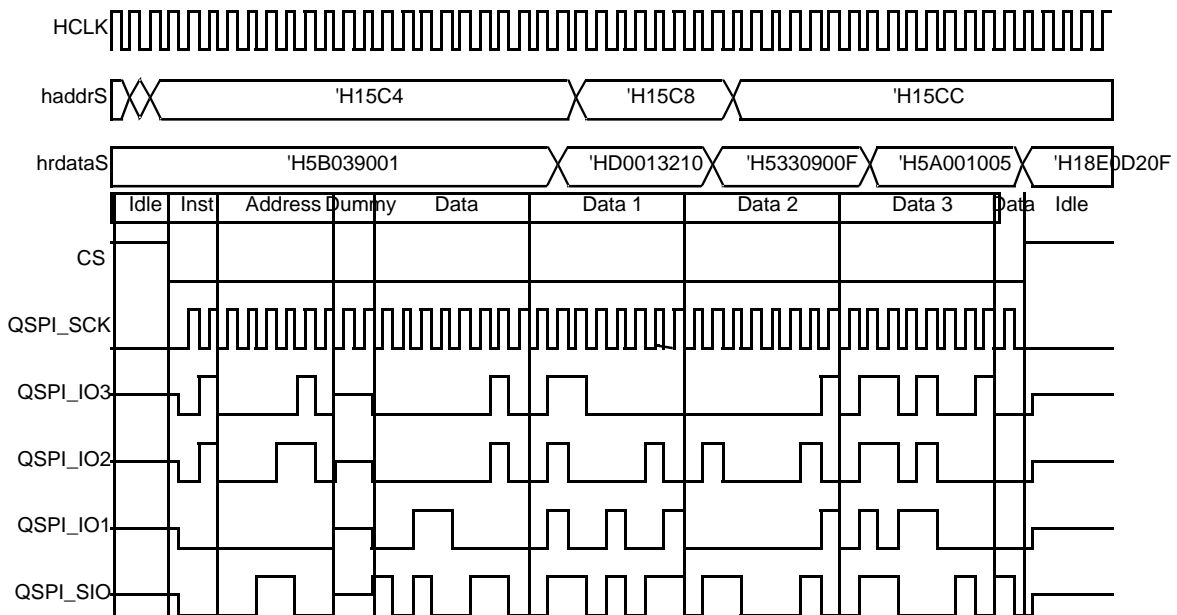 HCLK
haddrS 'H15C4 'H15C8 'H15CC
hrdataS 'H5B039001 'HD0013210 'H5330900F 'H5A001005 'H18E0D20F
Idle Inst Address Dummy Data Data 1 Data 2 Data 3 Data Idle
CS
QSPI_SCK
QSPI_IO3
QSPI_IO2
QSPI_IO1
QSPI_SIO